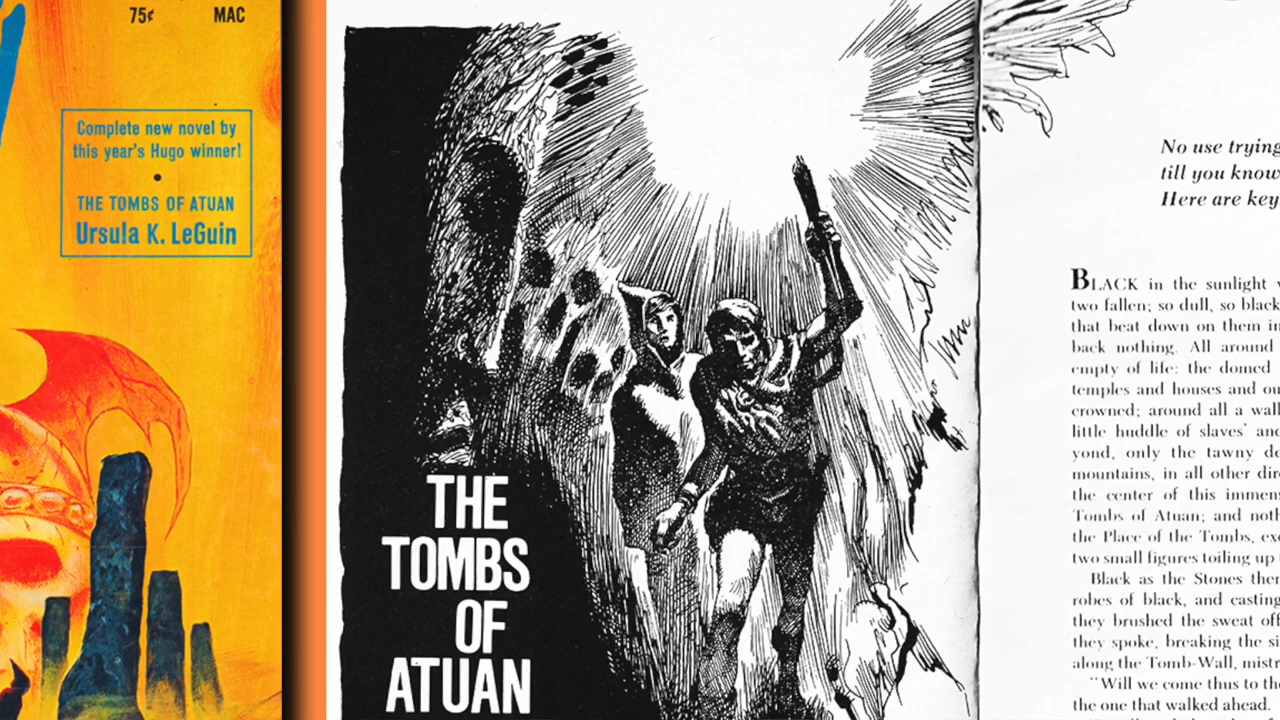 75¢ MAC
Complete new novel by
this year's Hugo winner!
•
THE TOMBS OF ATUAN
Ursula K. LeGuin
THE
TOMBS
OF
ATUAN
No use trying
till you know
Here are key
BLACK in the sunlight
two fallen; so dull, so black
that beat down on them in
back nothing. All around
empty of life: the domed
temples and houses and ou
crowned; around all a wall
little huddle of slaves' and
yond, only the tawny de
mountains, in all other dir
the center of this immens
Tombs of Atuan; and noth
the Place of the Tombs, exc
two small figures toiling up
Black as the Stones ther
robes of black, and casting
they brushed the sweat off
they spoke, breaking the si
along the Tomb-Wall, mistr
"Will we come thus to the
the one that walked ahead.